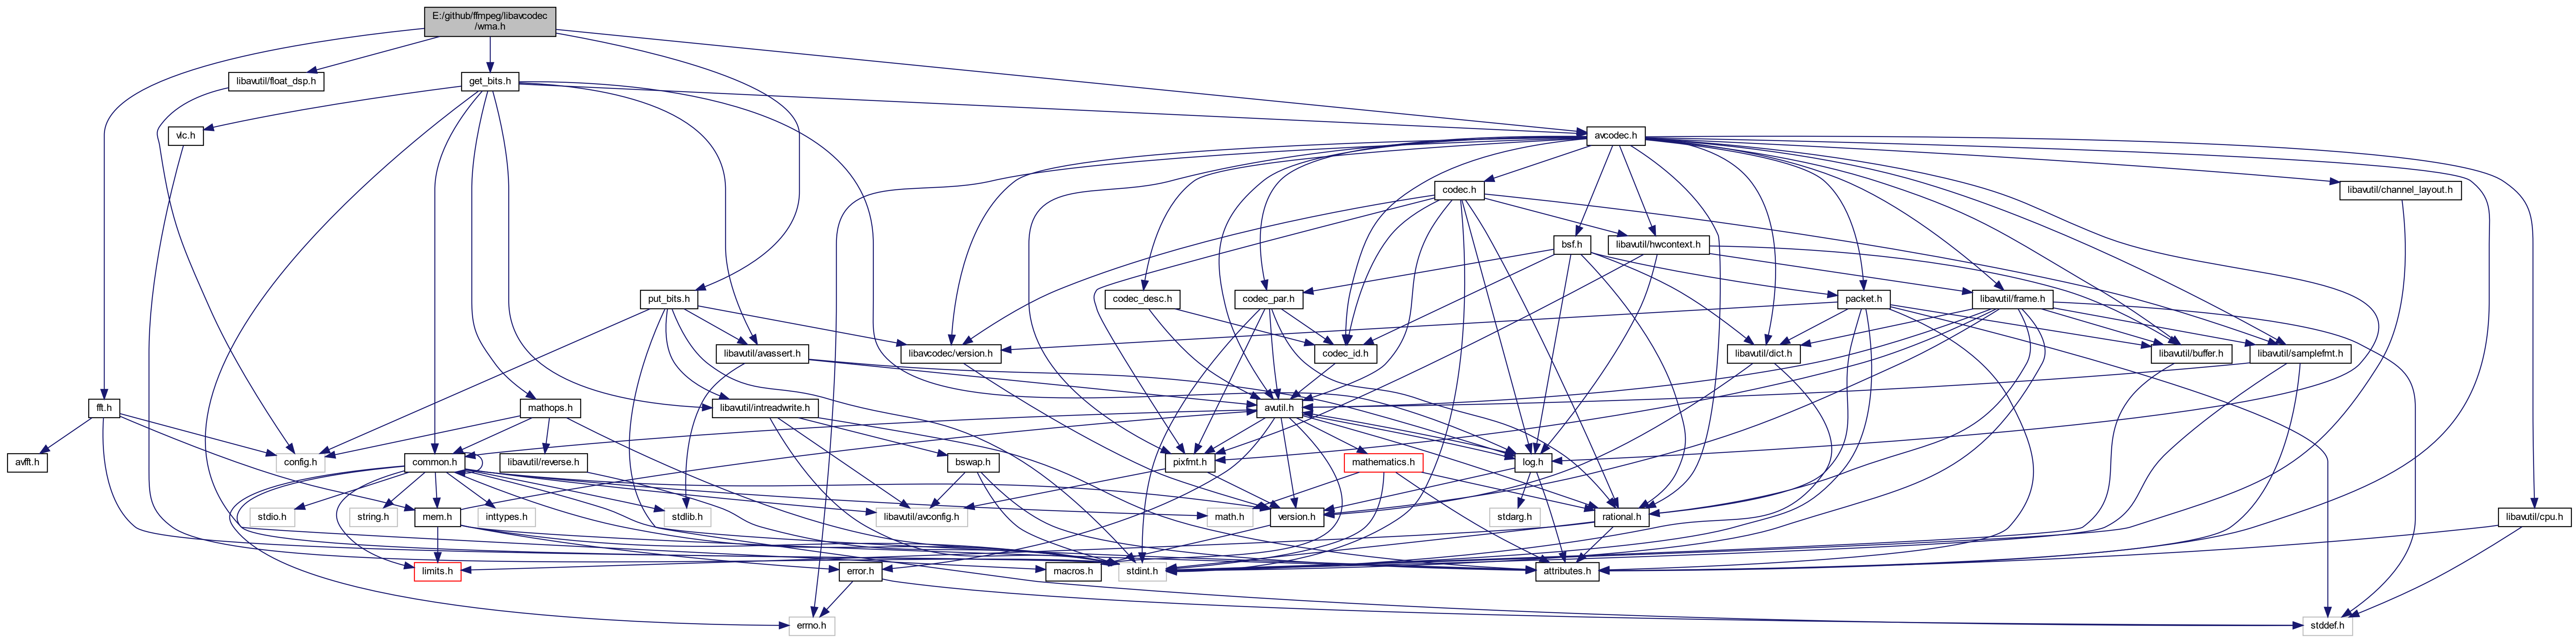 E:/github/ffmpeg/libavcodec
/wma.h
libavutil/float_dsp.h
get_bits.h
vlc.h
avcodec.h
codec.h
libavutil/channel_layout.h
bsf.h
libavutil/hwcontext.h
put_bits.h
codec_desc.h
codec_par.h
packet.h
libavutil/frame.h
libavutil/avassert.h
libavcodec/version.h
codec_id.h
libavutil/dict.h
libavutil/buffer.h
libavutil/samplefmt.h
fft.h
mathops.h
libavutil/intreadwrite.h
avutil.h
avfft.h
config.h
common.h
libavutil/reverse.h
bswap.h
pixfmt.h
mathematics.h
log.h
stdio.h
string.h
mem.h
inttypes.h
stdlib.h
libavutil/avconfig.h
math.h
version.h
stdarg.h
rational.h
libavutil/cpu.h
limits.h
error.h
macros.h
stdint.h
attributes.h
errno.h
stddef.h